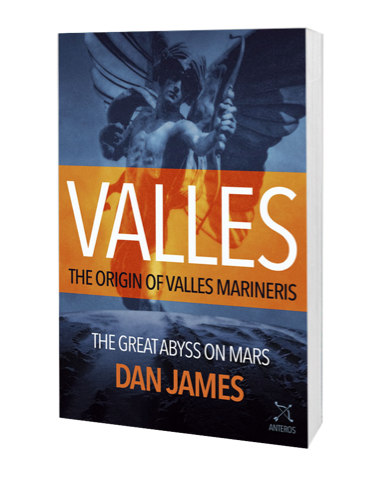 VALLES
THE ORIGIN OF VALLES MARINERIS
THE GREAT ABYSS ON MARS
DAN JAMES
ANTEROS